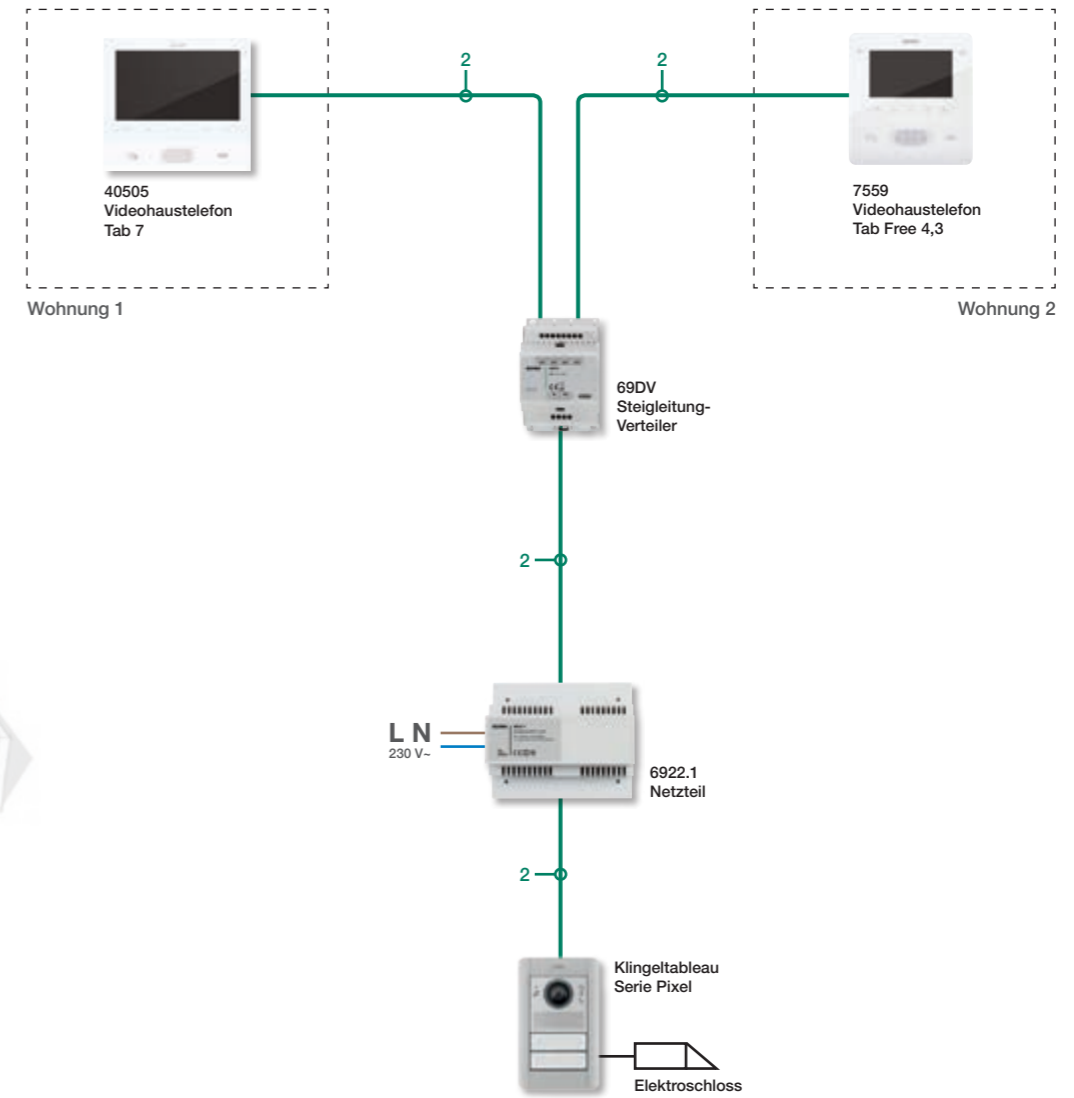 2
2
40505
Videohaustelefon
Tab 7
7559
Videohaustelefon
Tab Free 4,3
Wohnung 1
Wohnung 2
69DV
Steigleitung-
Verteiler
2
L N
230 V~
6922.1
Netzteil
2
Klingeltableau
Serie Pixel
Elektroschloss